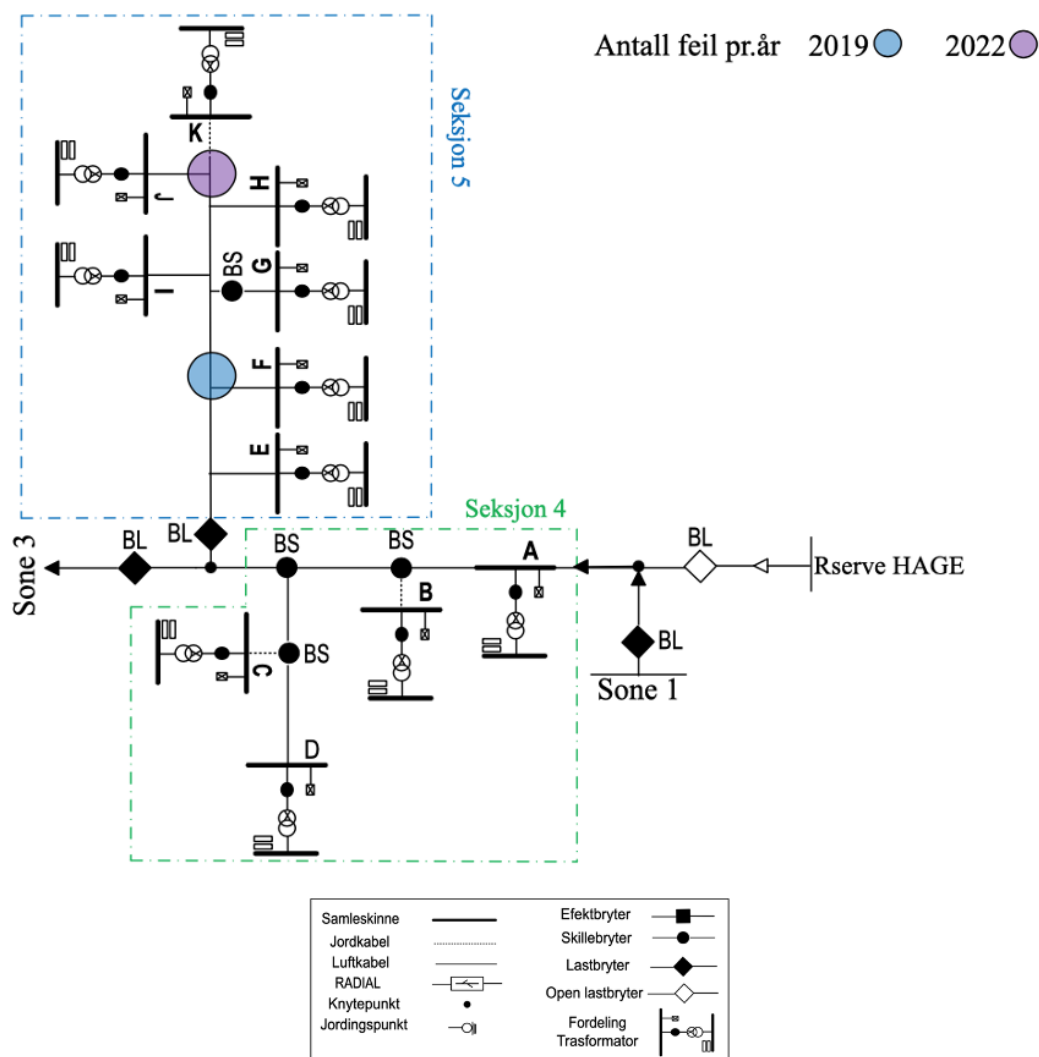 Antall feil pr.år 2019 2022
Seksjon 5
K
J
H
I
BS
G
F
E
Seksjon 4
BL
BL
BS
BS
A
BL
Sone 3
Rserve HAGE
B
BL
Sone 1
C
BS
D
Samleskinne
Jordkabel
Luftkabel
RADIAL
Knytepunkt
Jordingspunkt
Efektbryter
Skillebryter
Lastbryter
Open lastbryter
Fordeling
Trasformator